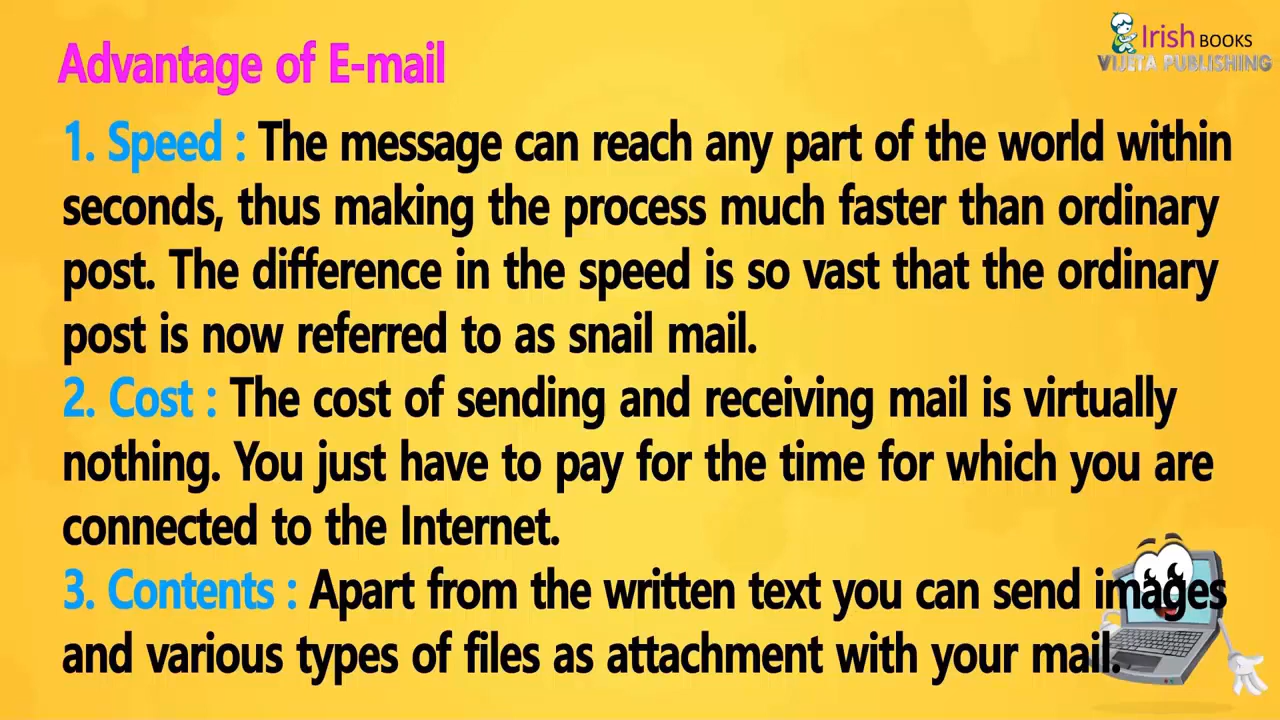 Irish BOOKS
VIJETA PUBLISHING
Advantage of E-mail
1. Speed : The message can reach any part of the world within
seconds, thus making the process much faster than ordinary
post. The difference in the speed is so vast that the ordinary
post is now referred to as snail mail.
2. Cost : The cost of sending and receiving mail is virtually
nothing. You just have to pay for the time for which you are
connected to the Internet.
3. Contents : Apart from the written text you can send images
and various types of files as attachment with your mail.